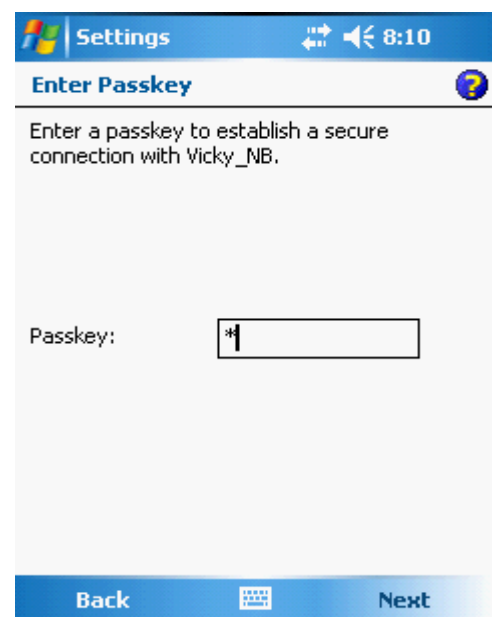 Settings 8:10
Enter Passkey ?
Enter a passkey to establish a secure
connection with Vicky_NB.
Passkey: *
Back Next